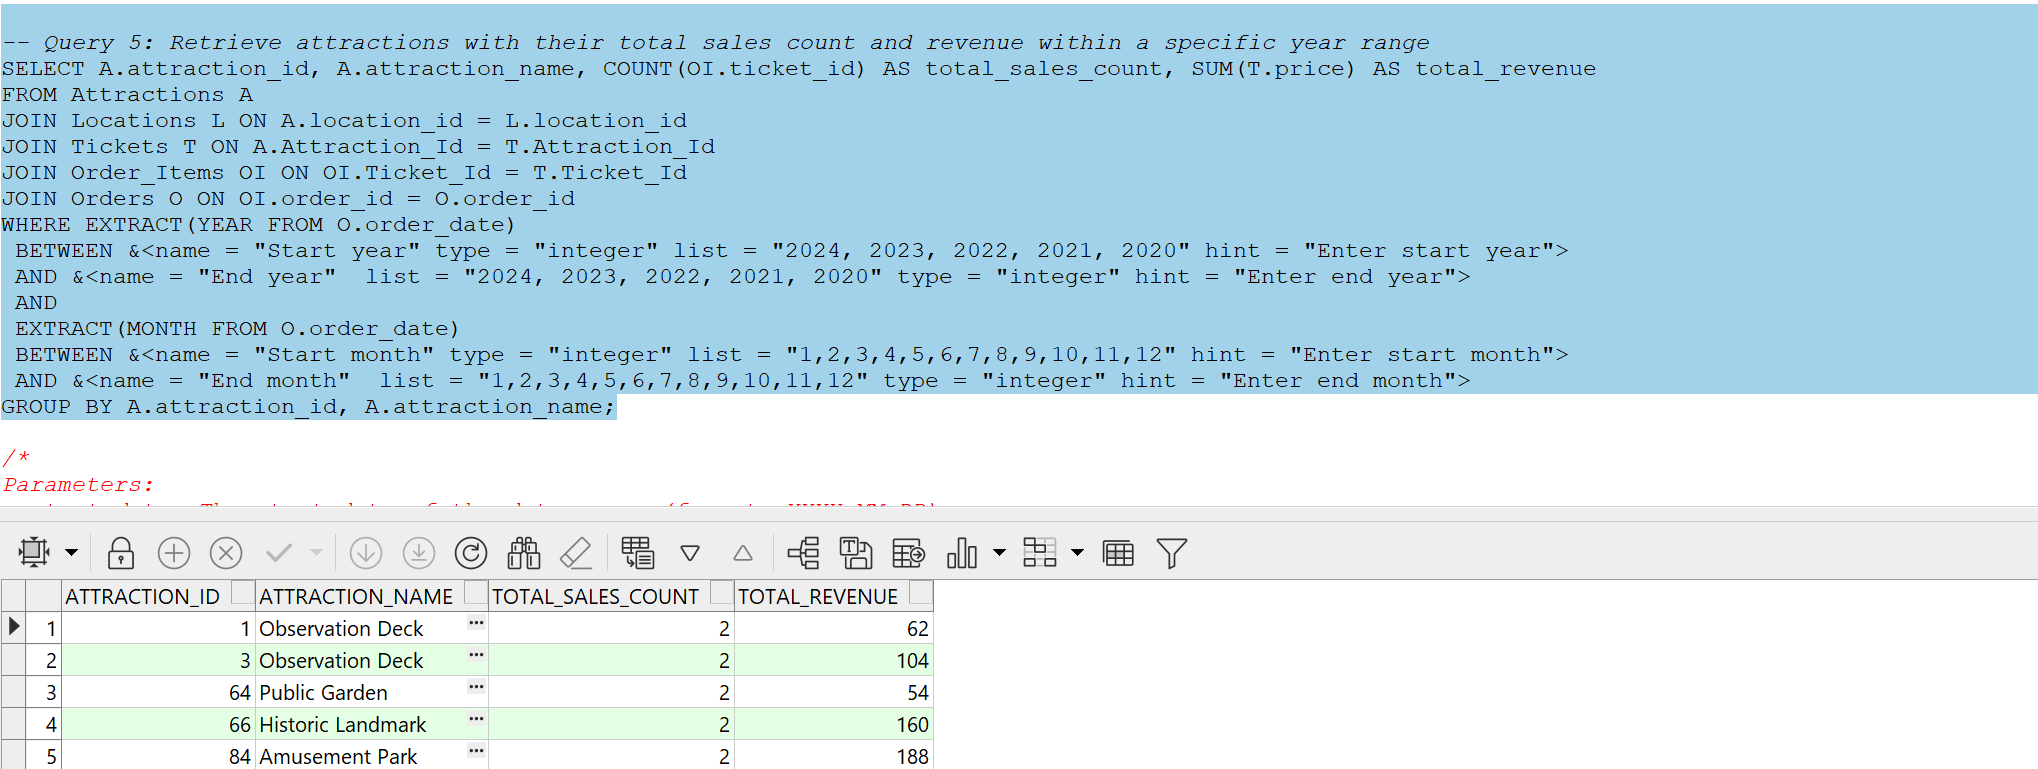 -- Query 5: Retrieve attractions with their total sales count and revenue within a specific year range
SELECT A.attraction_id, A.attraction_name, COUNT(OI.ticket_id) AS total_sales_count, SUM(T.price) AS total_revenue
FROM Attractions A
JOIN Locations L ON A.location_id = L.location_id
JOIN Tickets T ON A.Attraction_Id = T.Attraction_Id
JOIN Order_Items OI ON OI.Ticket_Id = T.Ticket_Id
JOIN Orders O ON OI.order_id = O.order_id
WHERE EXTRACT(YEAR FROM O.order_date)
BETWEEN &<name = "Start year" type = "integer" list = "2024, 2023, 2022, 2021, 2020" hint = "Enter start year">
AND &<name = "End year"  list = "2024, 2023, 2022, 2021, 2020" type = "integer" hint = "Enter end year">
AND
EXTRACT(MONTH FROM O.order_date)
BETWEEN &<name = "Start month" type = "integer" list = "1,2,3,4,5,6,7,8,9,10,11,12" hint = "Enter start month">
AND &<name = "End month"  list = "1,2,3,4,5,6,7,8,9,10,11,12" type = "integer" hint = "Enter end month">
GROUP BY A.attraction_id, A.attraction_name;
/*
Parameters:
ATTRACTION_ID ATTRACTION_NAME TOTAL_SALES_COUNT TOTAL_REVENUE
1 1 Observation Deck ... 2 62
2 3 Observation Deck ... 2 104
3 64 Public Garden ... 2 54
4 66 Historic Landmark ... 2 160
5 84 Amusement Park ... 2 188